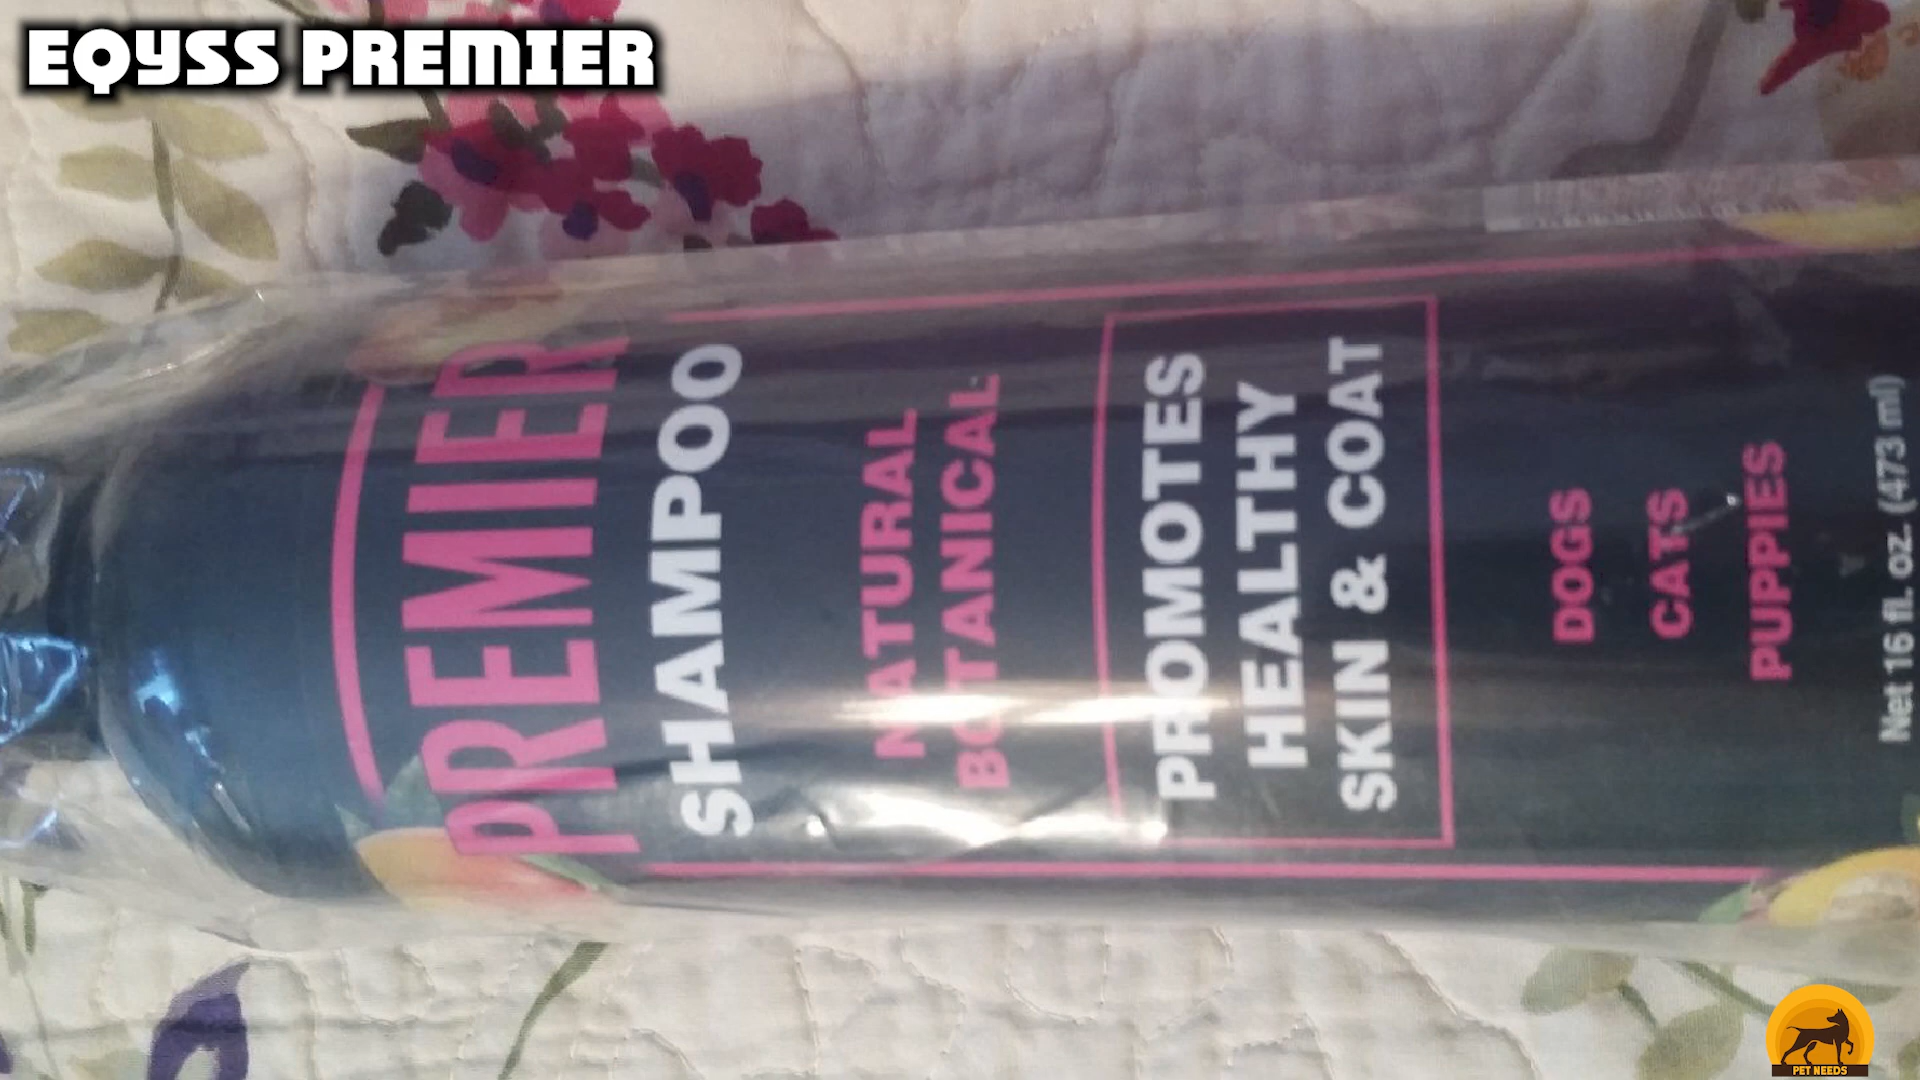 EQYSS PREMIER
PREMIER
SHAMPOO
NATURAL
BOTANICAL
PROMOTES
HEALTHY
SKIN & COAT
DOGS
CATS
PUPPIES
Net 16 fl. oz. (473 ml)
PET NEEDS